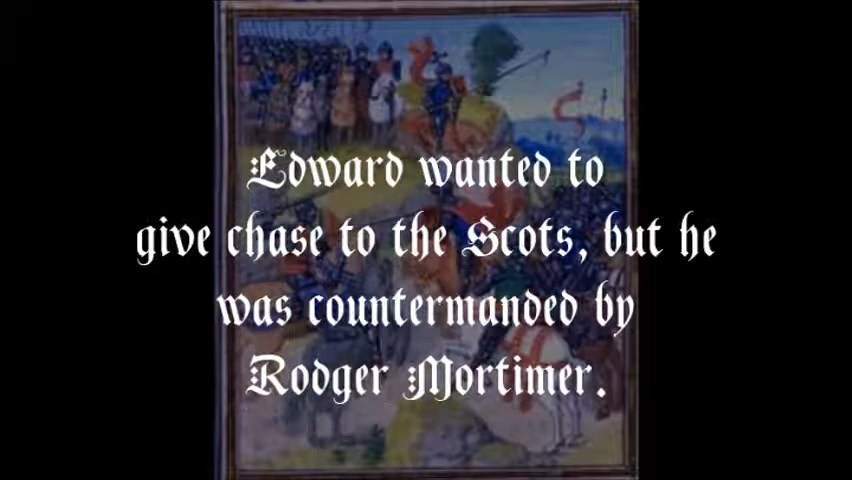 Edward wanted to
give chase to the Scots, but he
was countermanded by
Rodger Mortimer.